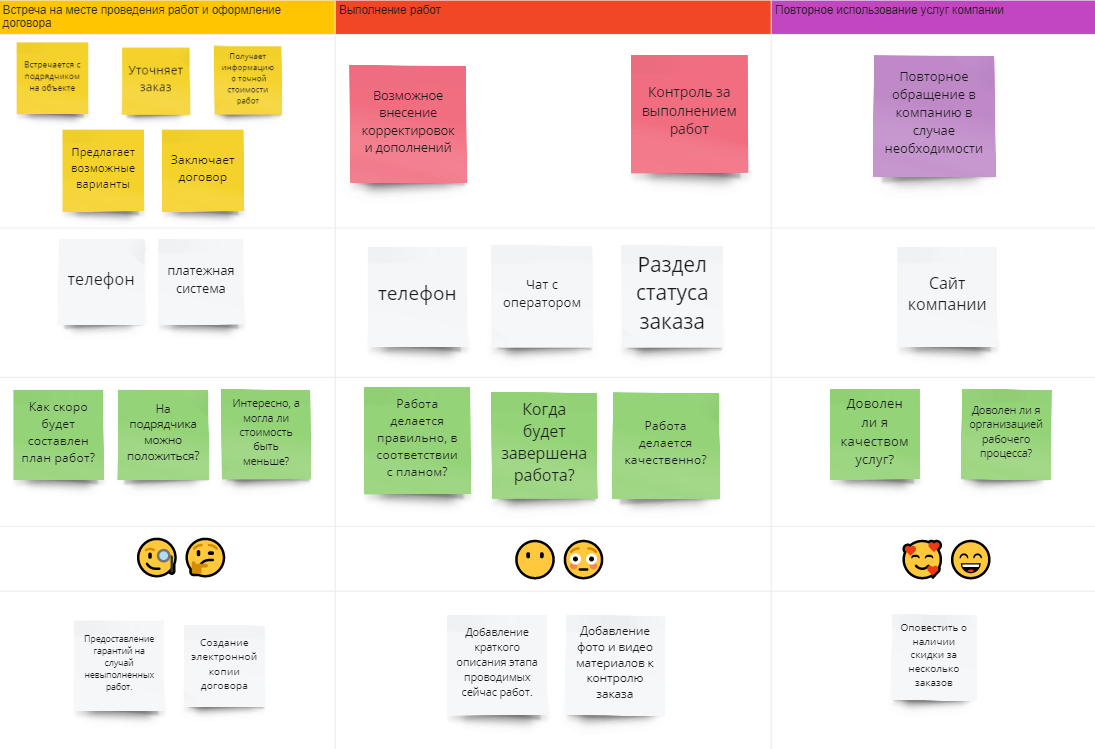 Встреча на месте проведения работ и оформление
договора
Выполнение работ
Повторное использование услуг компании
Встречается с
подрядчиком
на объекте
Уточняет
заказ
Получает
информацию
о точной
стоимости
работ
Предлагает
возможные
варианты
Заключает
договор
Возможное
внесение
корректировок
и дополнений
Контроль за
выполнением
работ
Повторное
обращение в
компанию в
случае
необходимости
телефон
платежная
система
телефон
Чат с
оператором
Раздел
статуса
заказа
Сайт
компании
Как скоро
будет
составлен
план работ?
На
подрядчика
можно
положиться?
Интересно, а
могла ли
стоимость
быть
меньше?
Работа
делается
правильно, в
соответствии
с планом?
Когда
будет
завершена
работа?
Работа
делается
качественно?
Доволен
ли я
качеством
услуг?
Доволен ли я
организацией
рабочего
процесса?
Предоставление
гарантий на
случай
невыполненных
работ.
Создание
электронной
копии
договора
Добавление
краткого
описания этапа
проводимых
сейчас работ.
Добавление
фото и видео
материалов к
контролю
заказа
Оповестить о
наличии
скидки за
несколько
заказов